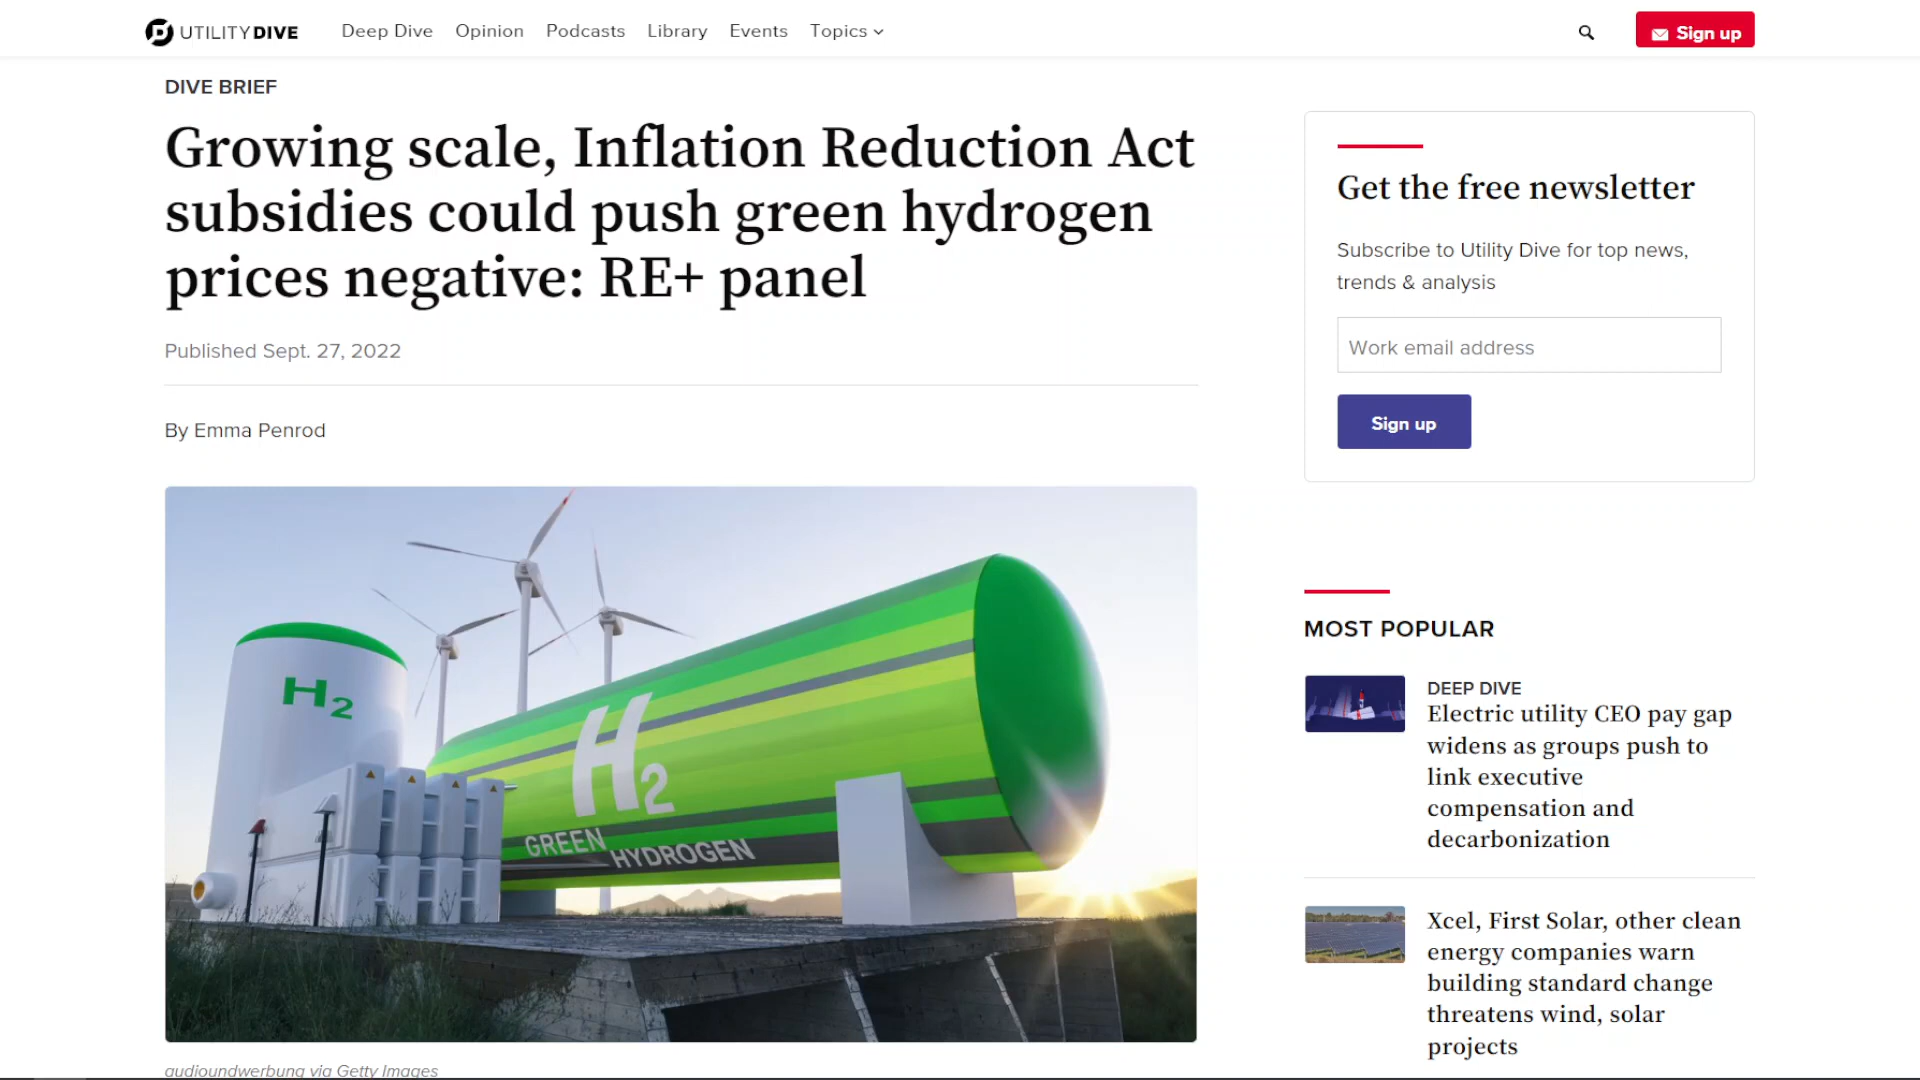 UTILITY DIVE
Deep Dive Opinion Podcasts Library Events Topics
Sign up
DIVE BRIEF
Growing scale, Inflation Reduction Act
subsidies could push green hydrogen
prices negative: RE+ panel
Published Sept. 27, 2022
By Emma Penrod
H2
H2
GREEN HYDROGEN
audioundwerbung via Getty Images
Get the free newsletter
Subscribe to Utility Dive for top news,
trends & analysis
Work email address
Sign up
MOST POPULAR
DEEP DIVE
Electric utility CEO pay gap
widens as groups push to
link executive
compensation and
decarbonization
Xcel, First Solar, other clean
energy companies warn
building standard change
threatens wind, solar
projects